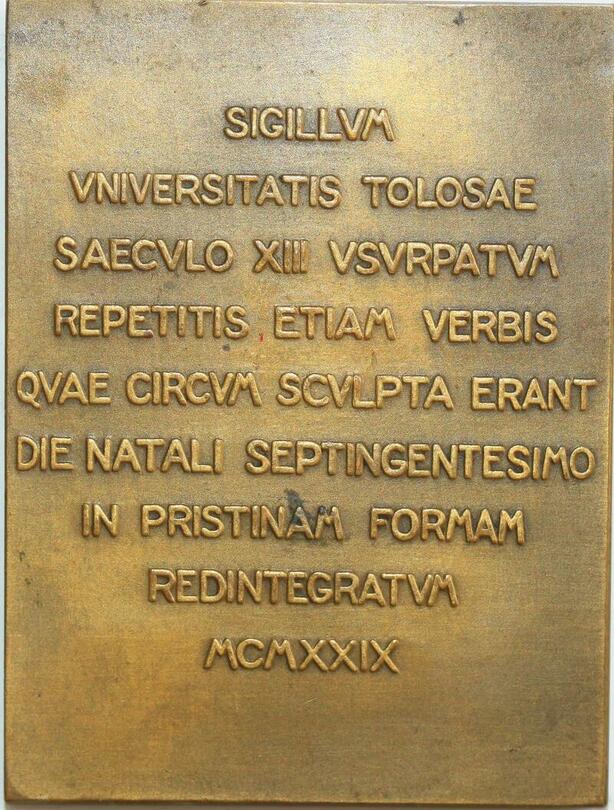 SIGILLVM
VNIVERSITATIS TOLOSAE
SAECVLO XIII VSVRPATVM
REPETITIS ETIAM VERBIS
QVAE CIRCVM SCVLPTA ERANT
DIE NATALI SEPTINGENTESIMO
IN PRISTINAM FORMAM
REDINTEGRATVM
MCMXXIX